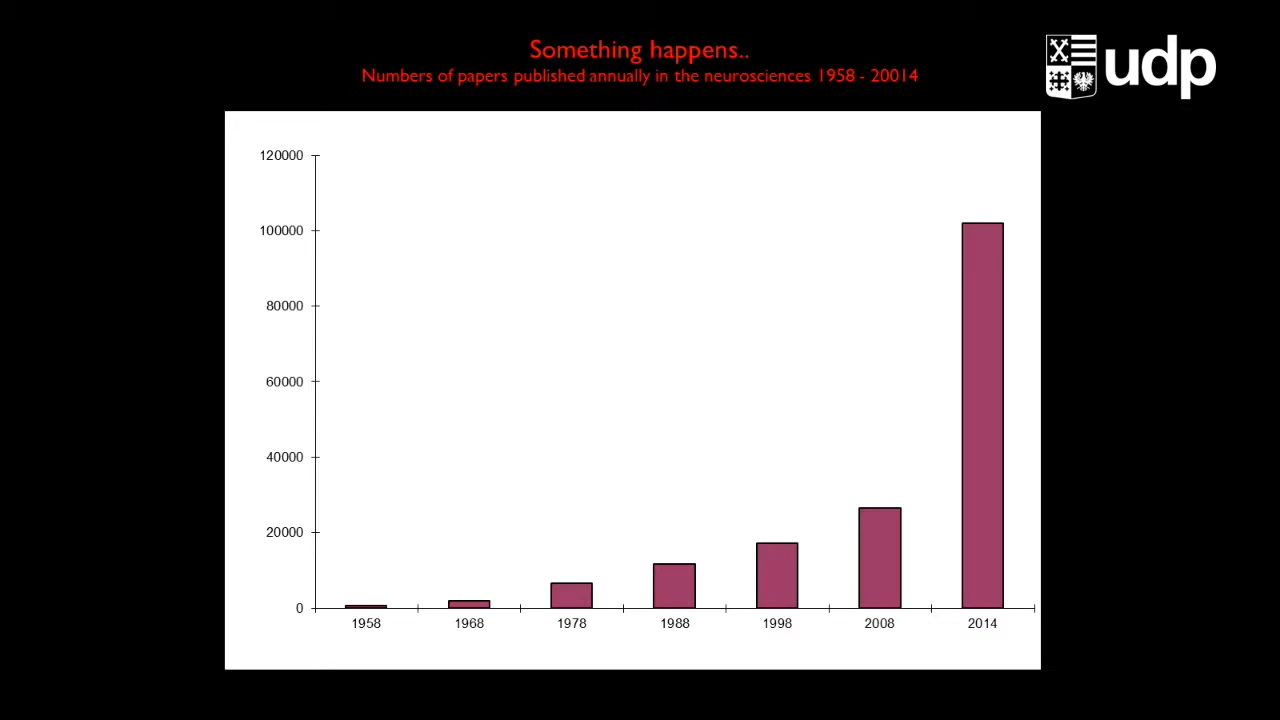 Something happens..
Numbers of papers published annually in the neurosciences 1958 - 20014
udp
120000
100000
80000
60000
40000
20000
0
1958 1968 1978 1988 1998 2008 2014